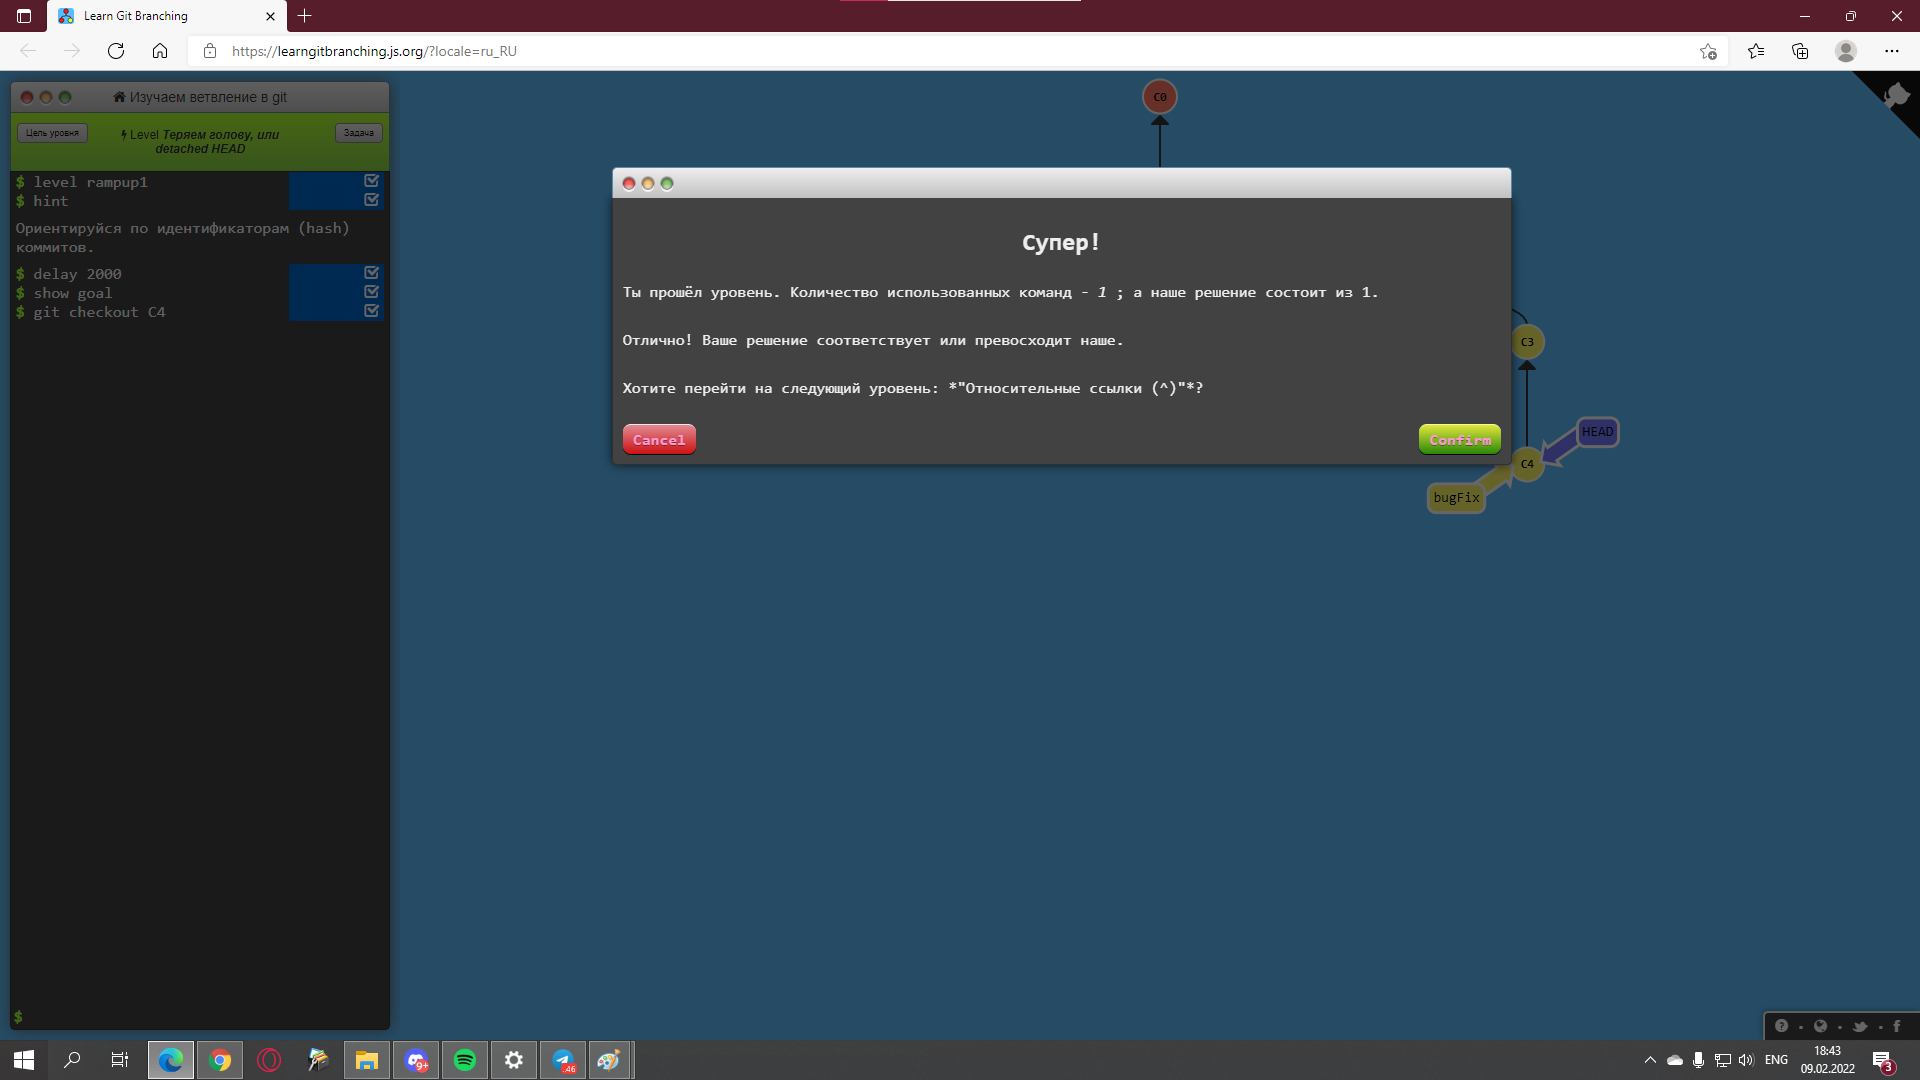 Learn Git Branching
https://learngitbranching.js.org/?locale=ru_RU
Изучаем ветвление в git
Цель уровня
Level Теряем голову, или
detached HEAD
Задача
$ level rampup1
$ hint
Ориентируйся по идентификаторам (hash)
коммитов.
$ delay 2000
$ show goal
$ git checkout C4
$
C0
Супер!
Ты прошёл уровень. Количество использованных команд - 1 ; а наше решение состоит из 1.
Отлично! Ваше решение соответствует или превосходит наше.
Хотите перейти на следующий уровень: *"Относительные ссылки (^)"*?
Cancel
Confirm
C3
HEAD
C4
bugFix
9+
46
ENG
18:43
09.02.2022
3